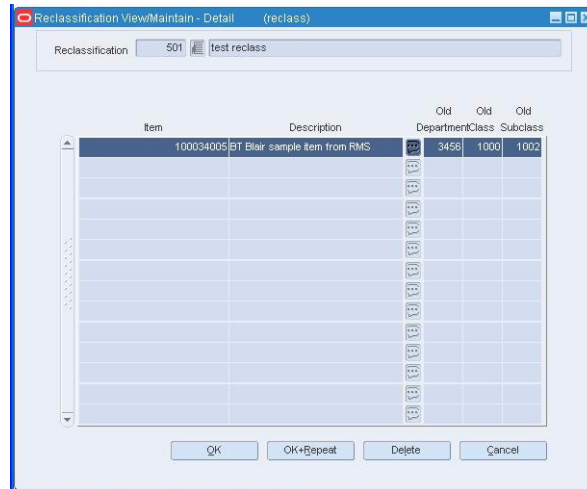 Reclassification View/Maintain - Detail (reclass)
Reclassification 501 test reclass
Old Old Old
Item Description Department Class Subclass
100034005 BT Blair sample item from RMS 3456 1000 1002
OK OK+Repeat Delete Cancel